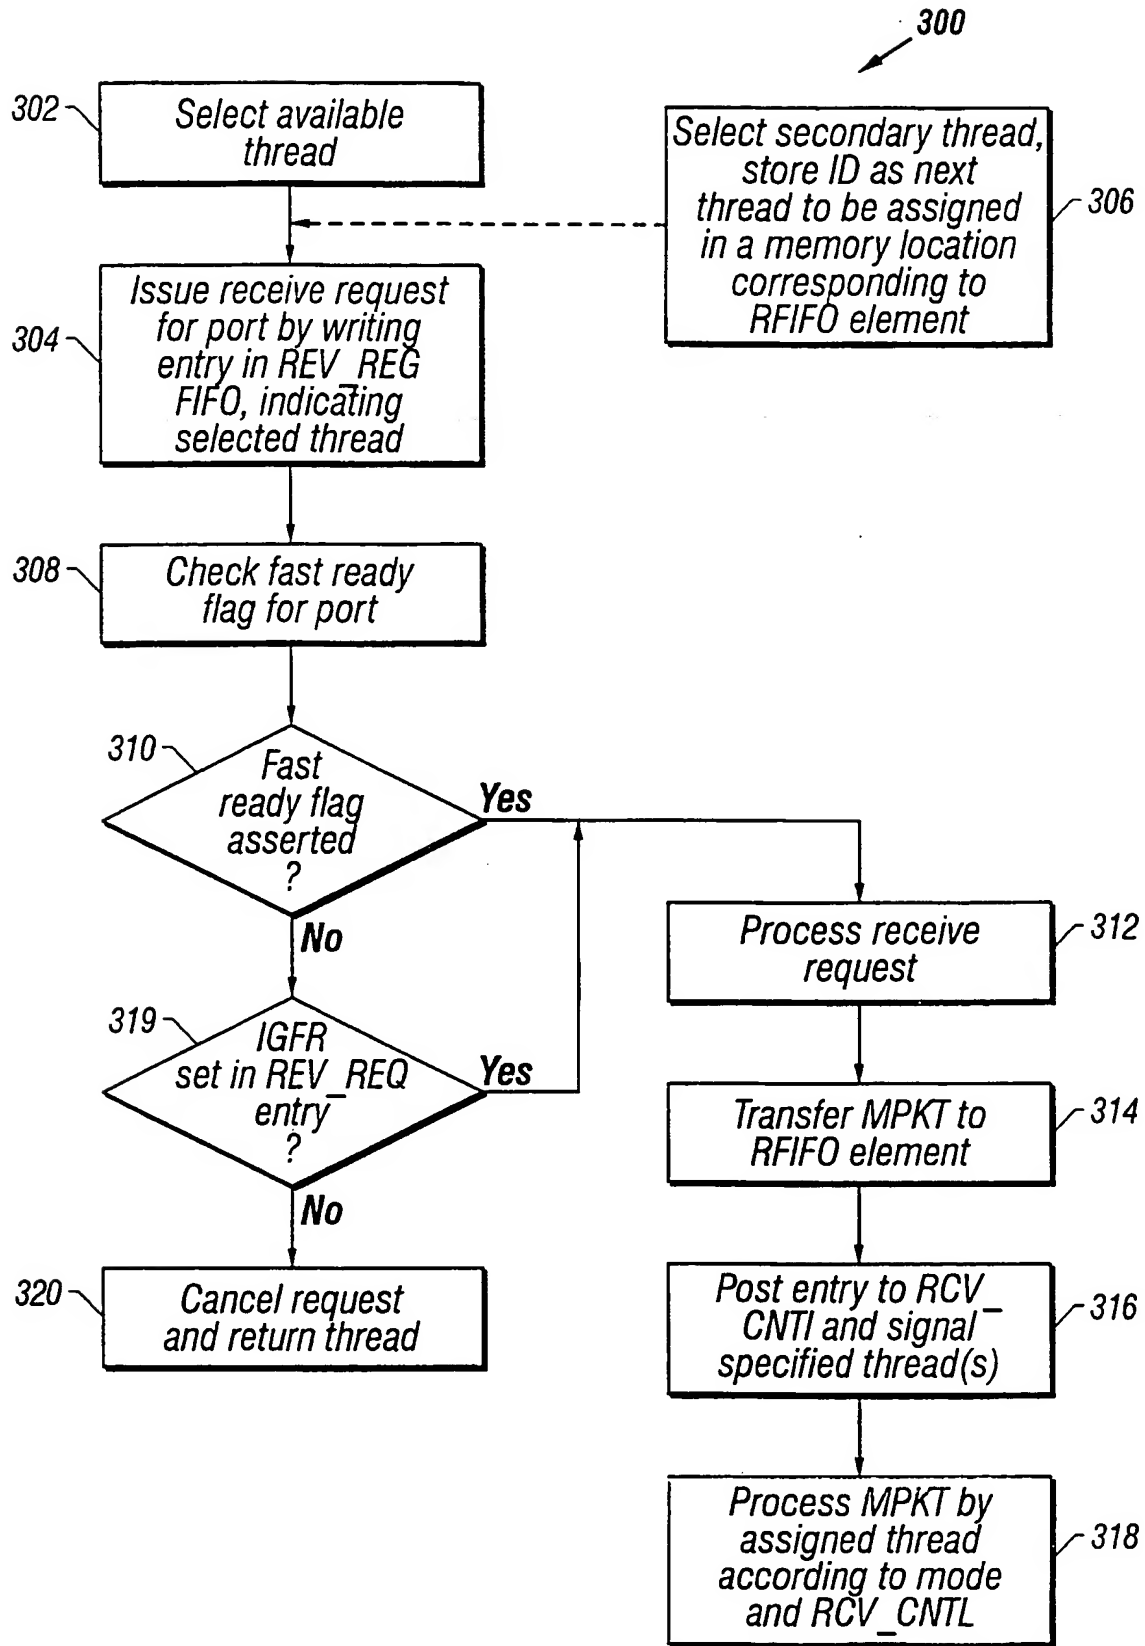 300
302
Select available
thread
Select secondary thread,
store ID as next
thread to be assigned
in a memory location
corresponding to
RFIFO element
306
304
Issue receive request
for port by writing
entry in REV_REG
FIFO, indicating
selected thread
308
Check fast ready
flag for port
310
Fast
ready flag
asserted
?
Yes
No
312
Process receive
request
319
IGFR
set in REV_REQ
entry
?
Yes
No
314
Transfer MPKT to
RFIFO element
320
Cancel request
and return thread
Post entry to RCV_
CNTl and signal
specified thread(s)
316
Process MPKT by
assigned thread
according to mode
and RCV_CNTL
318